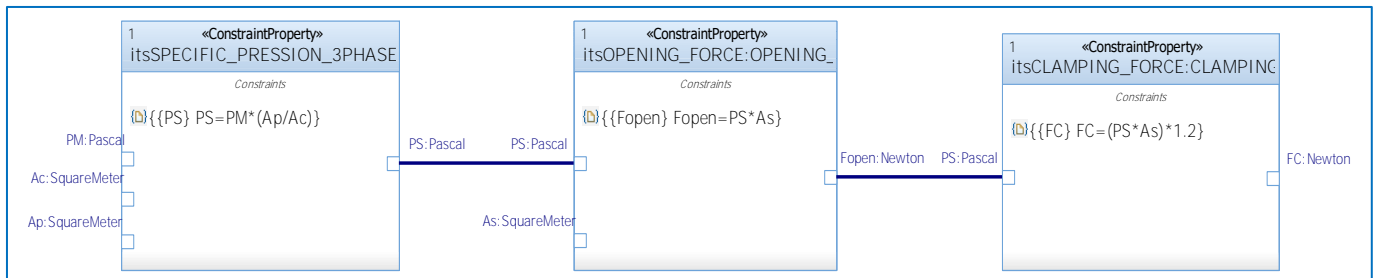 1 «ConstraintProperty»
itsSPECIFIC_PRESSION_3PHASE
Constraints
{{PS} PS=PM*(Ap/Ac)}
PM:Pascal
Ac:SquareMeter
Ap:SquareMeter
PS:Pascal
1 «ConstraintProperty»
itsOPENING_FORCE:OPENING_
Constraints
{{Fopen} Fopen=PS*As}
PS:Pascal
As:SquareMeter
Fopen:Newton
1 «ConstraintProperty»
itsCLAMPING_FORCE:CLAMPING
Constraints
{{FC} FC=(PS*As)*1.2}
PS:Pascal
FC:Newton